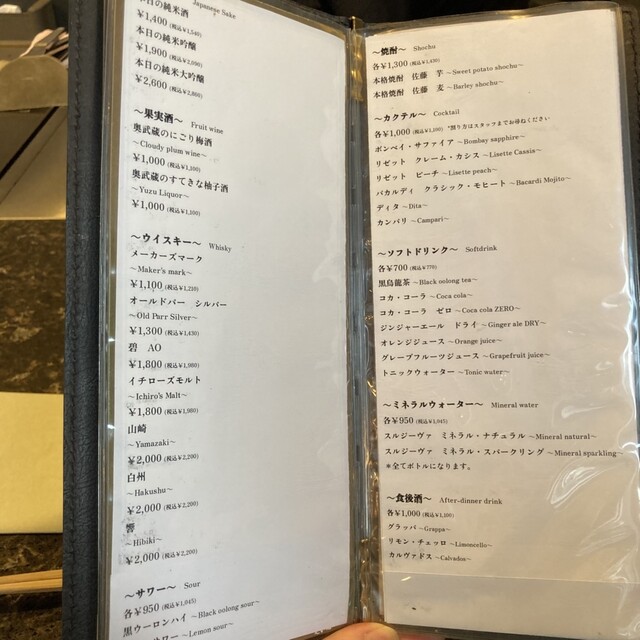 Japanese Sake
本日の純米酒
¥1,400 (税込¥1,540)
本日の純米吟醸
¥1,900 (税込¥2,090)
本日の純米大吟醸
¥2,600 (税込¥2,860)
〜果実酒〜 Fruit wine
奥武蔵のにごり梅酒
〜Cloudy plum wine〜
¥1,000 (税込¥1,100)
奥武蔵のすてきな柚子酒
〜Yuzu Liquor〜
¥1,000 (税込¥1,100)
〜ウイスキー〜 Whisky
メーカーズマーク
〜Maker's mark〜
¥1,100 (税込¥1,210)
オールドパー シルバー
〜Old Parr Silver〜
¥1,300 (税込¥1,430)
碧 AO
¥1,800 (税込¥1,980)
イチローズモルト
〜Ichiro's Malt〜
¥1,800 (税込¥1,980)
山崎
〜Yamazaki〜
¥2,000 (税込¥2,200)
白州
〜Hakushu〜
¥2,000 (税込¥2,200)
響
〜Hibiki〜
¥2,000 (税込¥2,200)
〜サワー〜 Sour
各¥950 (税込¥1,045)
黒ウーロンハイ 〜Black oolong sour〜
サワー 〜Lemon sour〜
〜焼酎〜 Shochu
各¥1,300 (税込¥1,430)
本格焼酎 佐藤 芋 〜Sweet potato shochu〜
本格焼酎 佐藤 麦 〜Barley shochu〜
〜カクテル〜 Cocktail
各¥1,000 (税込¥1,100) *割り方はスタッフまでお尋ねください
ボンベイ・サファイア 〜Bombay sapphire〜
リゼット クレーム・カシス 〜Lisette Cassis〜
リゼット ピーチ 〜Lisette peach〜
バカルディ クラシック・モヒート 〜Bacardi Mojito〜
ディタ 〜Dita〜
カンパリ 〜Campari〜
〜ソフトドリンク〜 Softdrink
各¥700 (税込¥770)
黒烏龍茶 〜Black oolong tea〜
コカ・コーラ 〜Coca cola〜
コカ・コーラ ゼロ 〜Coca cola ZERO〜
ジンジャーエール ドライ 〜Ginger ale DRY〜
オレンジジュース 〜Orange juice〜
グレープフルーツジュース 〜Grapefruit juice〜
トニックウォーター 〜Tonic water〜
〜ミネラルウォーター〜 Mineral water
各¥950 (税込¥1,045)
スルジーヴァ ミネラル・ナチュラル 〜Mineral natural〜
スルジーヴァ ミネラル・スパークリング 〜Mineral sparkling〜
*全てボトルになります。
〜食後酒〜 After-dinner drink
各¥1,000 (税込¥1,100)
グラッパ 〜Grappa〜
リモン・チェッロ 〜Limoncello〜
カルヴァドス 〜Calvados〜